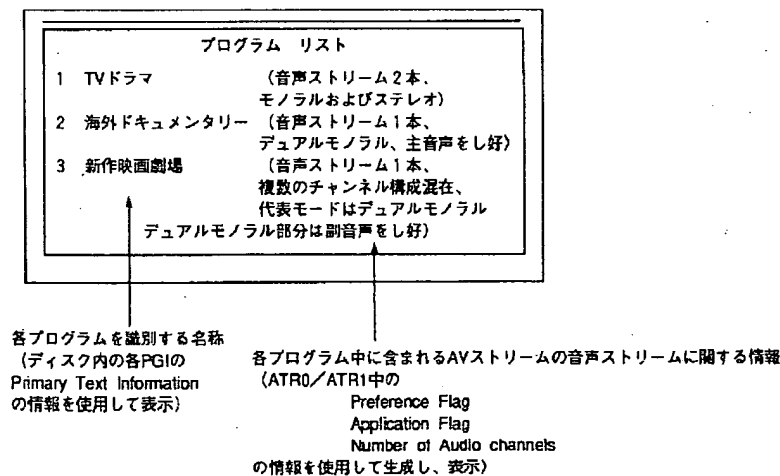 プログラム リスト
1 TVドラマ (音声ストリーム2本、
モノラルおよびステレオ)
2 海外ドキュメンタリー (音声ストリーム1本、
デュアルモノラル、主音声をし好)
3 新作映画劇場 (音声ストリーム1本、
複数のチャンネル構成混在、
代表モードはデュアルモノラル
デュアルモノラル部分は副音声をし好)
各プログラムを識別する名称
(ディスク内の各PGIの
Primary Text Information
の情報を使用して表示)
各プログラム中に含まれるAVストリームの音声ストリームに関する情報
(ATR0/ATR1中の
Preference Flag
Application Flag
Number of Audio channels
の情報を使用して生成し、表示)